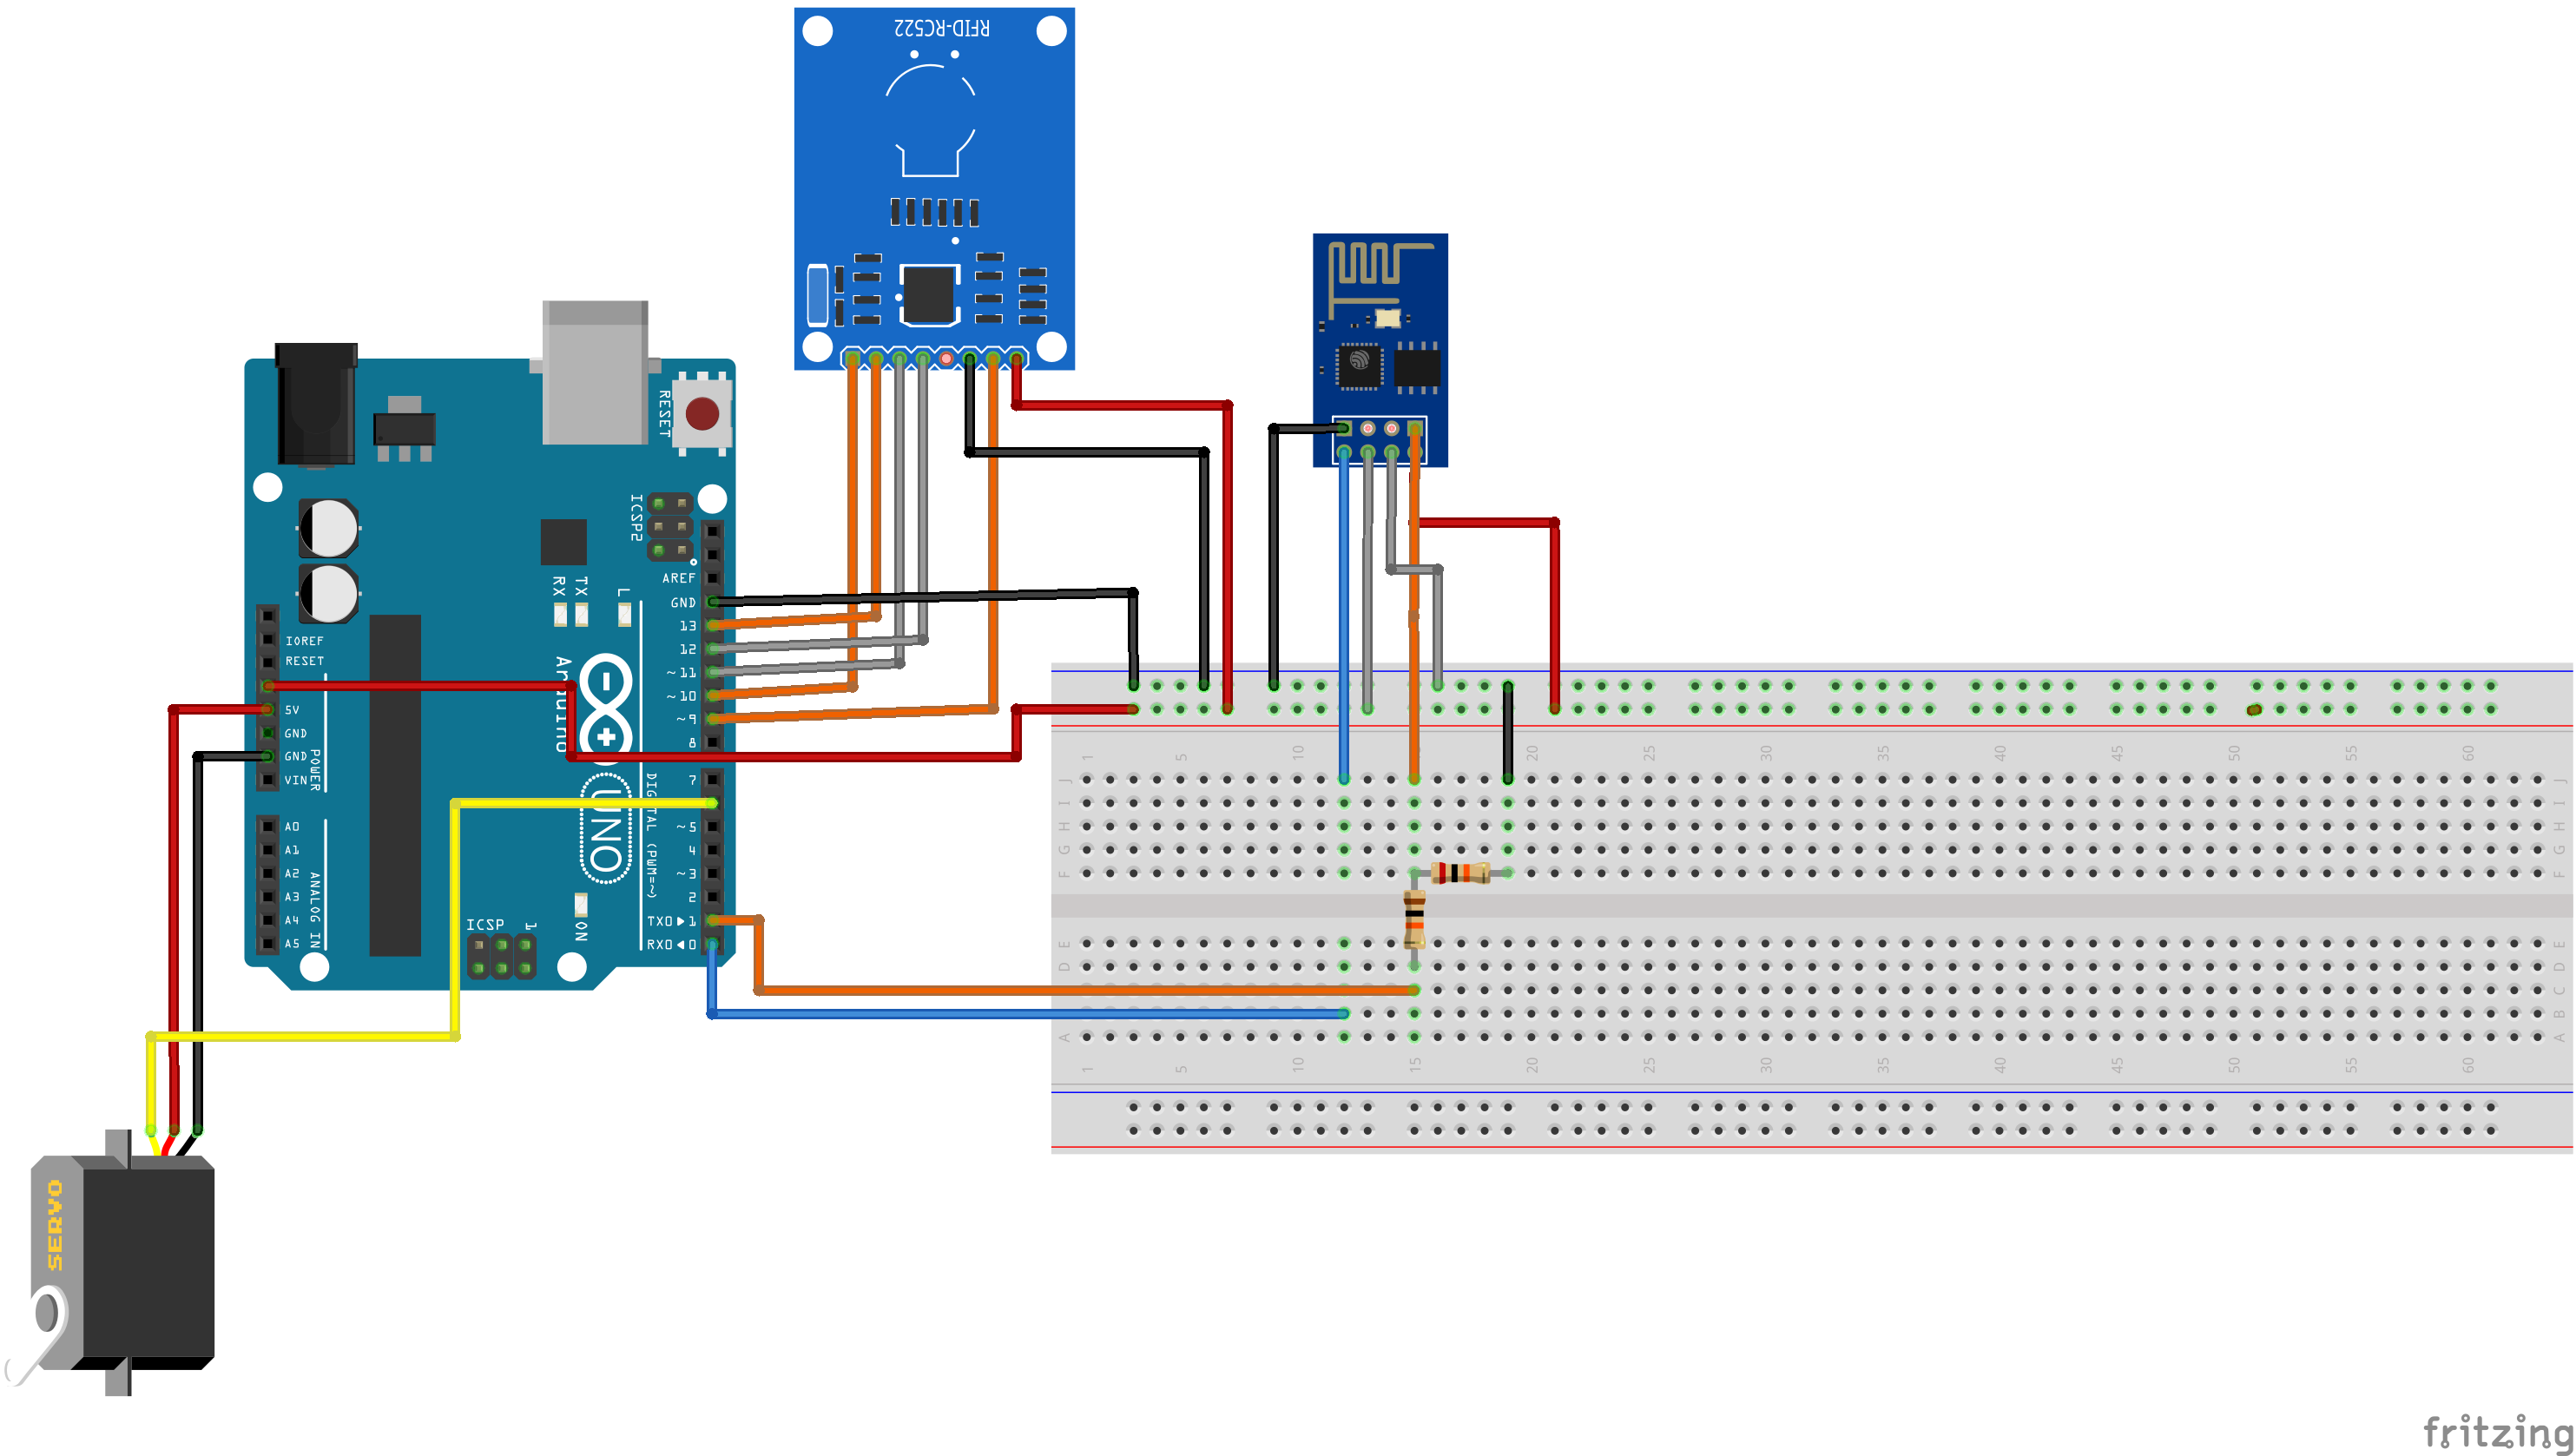 RFID-RC522
RESET
ICSP2
AREF
GND
13
12
~11
~10
~9
8
7
~5
4
~3
2
TX0▶1
RX0◀0
RX
TX
L
IOREF
RESET
5V
GND
GND
VIN
POWER
A0
A1
A2
A3
A4
A5
ANALOG IN
Arduino
UNO
DIGITAL (PWM=~)
ICSP
1
ON
SERVO
1 5 10 20 25 30 35 40 45 50 55 60
J J
I I
H H
G G
F F
E E
D D
C C
B B
A A
1 5 10 15 20 25 30 35 40 45 50 55 60
fritzing